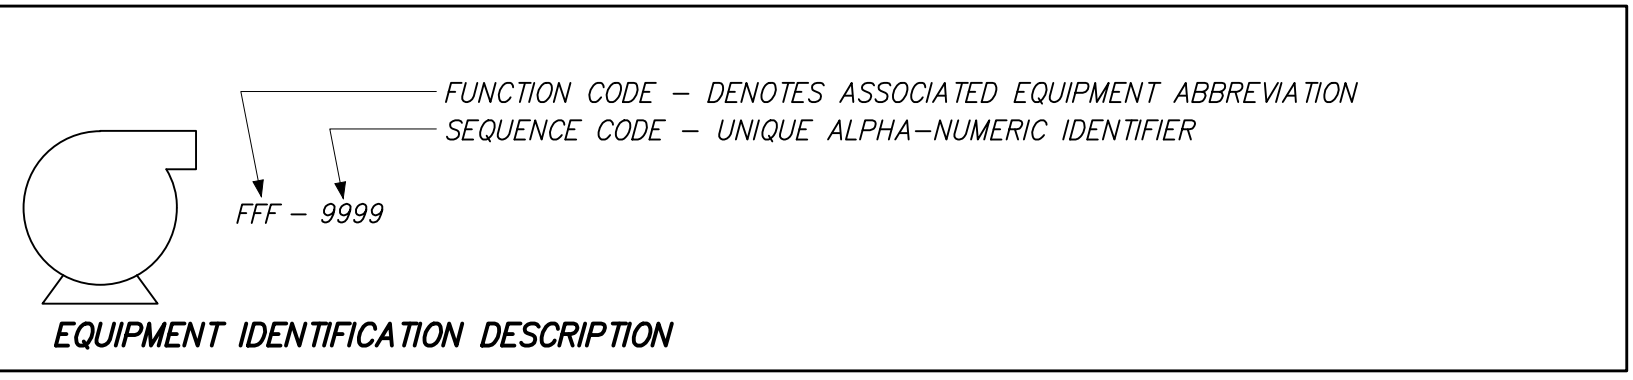 FUNCTION CODE - DENOTES ASSOCIATED EQUIPMENT ABBREVIATION
SEQUENCE CODE - UNIQUE ALPHA-NUMERIC IDENTIFIER
FFF - 9999
EQUIPMENT IDENTIFICATION DESCRIPTION